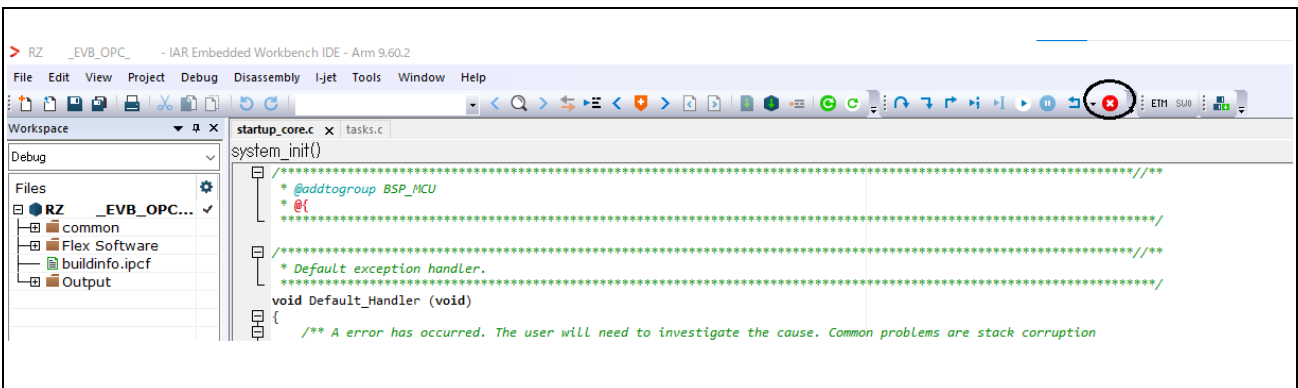 RZ _EVB_OPC_ - IAR Embedded Workbench IDE - Arm 9.60.2
File Edit View Project Debug Disassembly I-jet Tools Window Help
ETM SWO
Workspace
startup_core.c x tasks.c
Debug
system_init()
Files
RZ _EVB_OPC...
common
Flex Software
buildinfo.ipcf
Output
/*******************************************************************************************************************//**
* @addtogroup BSP_MCU
* @{
**********************************************************************************************************************/
/*******************************************************************************************************************//**
* Default exception handler.
**********************************************************************************************************************/
void Default_Handler (void)
{
/** A error has occurred. The user will need to investigate the cause. Common problems are stack corruption